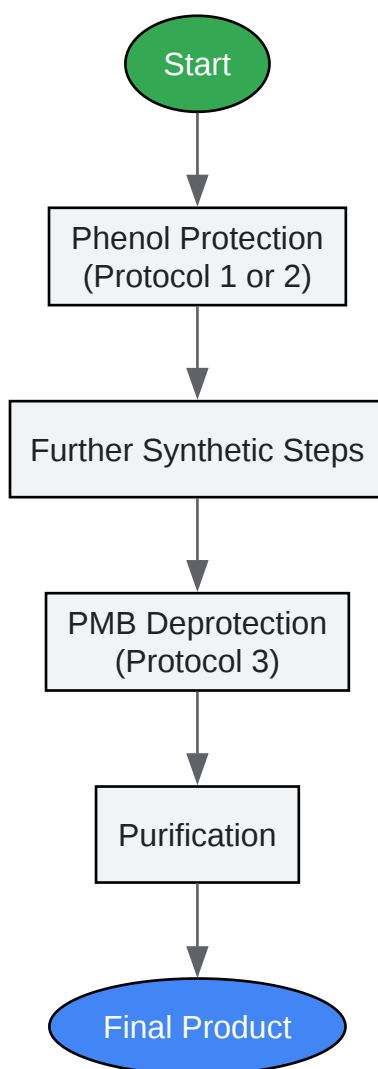 Start
Phenol Protection
(Protocol 1 or 2)
Further Synthetic Steps
PMB Deprotection
(Protocol 3)
Purification
Final Product